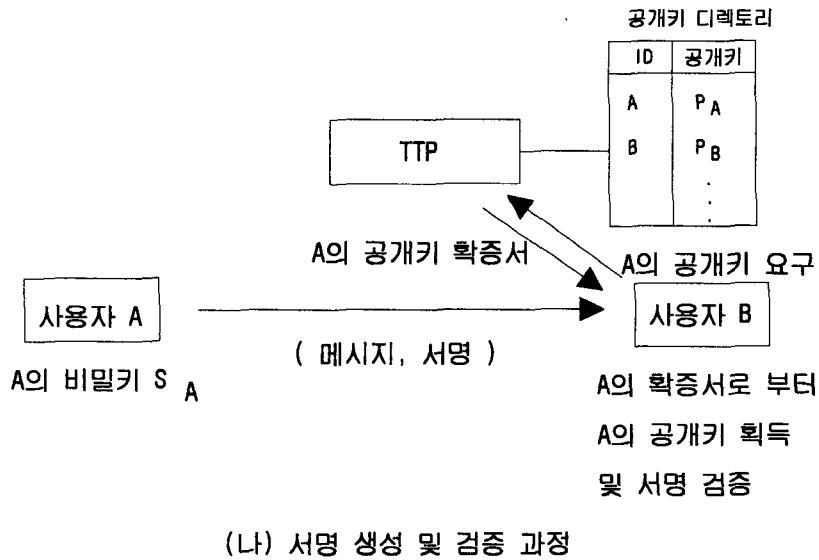 공개키 디렉토리
ID 공개키
A P A
TTP B P B
A의 공개키 확증서 A의 공개키 요구
사용자 A 사용자 B
( 메시지, 서명 )
A의 비밀키 S A
A의 확증서로 부터
A의 공개키 획득
및 서명 검증
(나) 서명 생성 및 검증 과정